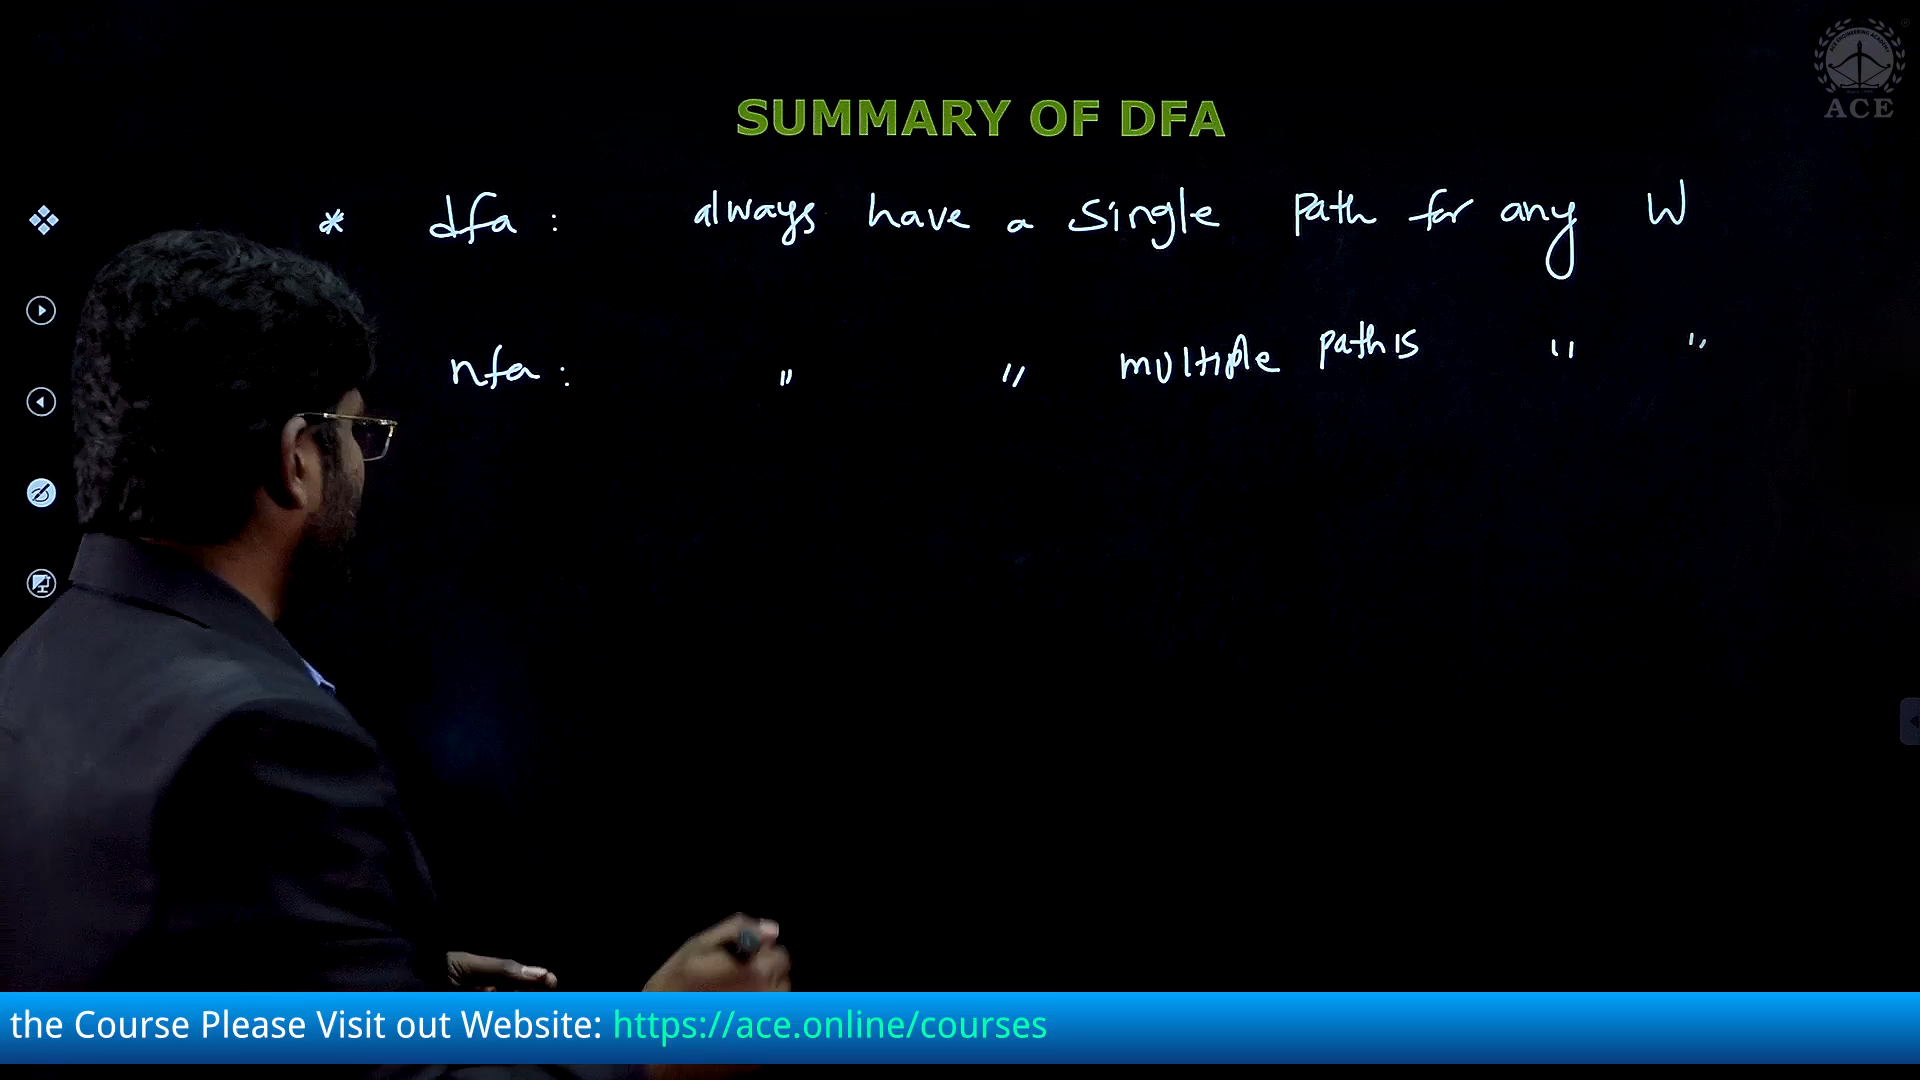 ACE
SUMMARY OF DFA
* dfa : always have a single path for any W
nfa : " " multiple paths " "
the Course Please Visit out Website: https://ace.online/courses